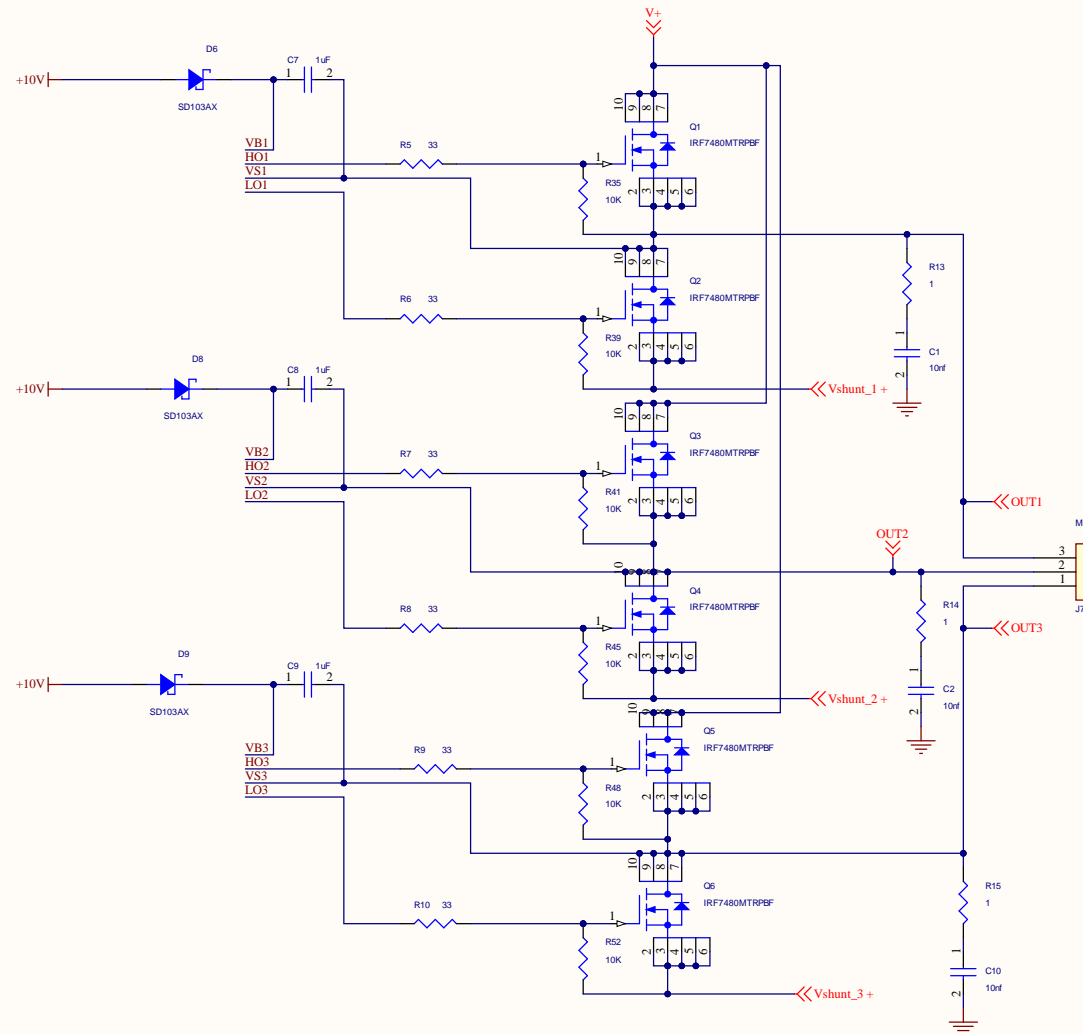 V+
D6
C7 1uF
+10V
1 2
SD103AX
10 9 8 7
Q1
IRF7480MTRPBF
VB1
HO1
VS1
LO1
R5 33
1
2 3 4 5 6
R35
10K
10 9 8 7
Q2
IRF7480MTRPBF
R13
1
R6 33
1
2 3 4 5 6
R39
10K
1
C1
10nf
2
D8
C8 1uF
+10V
1 2
SD103AX
Vshunt_1 +
10 9 8 7
Q3
IRF7480MTRPBF
VB2
HO2
VS2
LO2
R7 33
1
2 3 4 5 6
R41
10K
OUT1
OUT2
M
3
2
1
J7
10
Q4
IRF7480MTRPBF
R14
1
R8 33
1
2 3 4 5 6
R45
10K
OUT3
D9
C9 1uF
+10V
1 2
SD103AX
1
C2
10nf
2
Vshunt_2 +
10 9 8 7
Q5
IRF7480MTRPBF
VB3
HO3
VS3
LO3
R9 33
1
2 3 4 5 6
R48
10K
10 9 8 7
Q6
IRF7480MTRPBF
R15
1
R10 33
1
2 3 4 5 6
R52
10K
1
C10
10nf
2
Vshunt_3 +